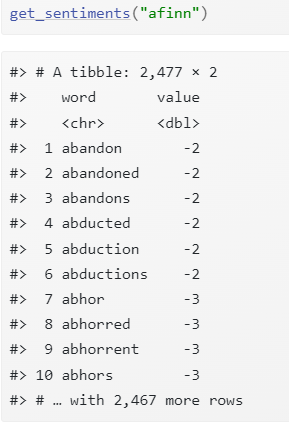 get_sentiments("afinn")
#> # A tibble: 2,477 × 2
#>    word       value
#>    <chr>      <dbl>
#>  1 abandon       -2
#>  2 abandoned     -2
#>  3 abandons      -2
#>  4 abducted      -2
#>  5 abduction     -2
#>  6 abductions    -2
#>  7 abhor         -3
#>  8 abhorred      -3
#>  9 abhorrent     -3
#> 10 abhors        -3
#> # … with 2,467 more rows